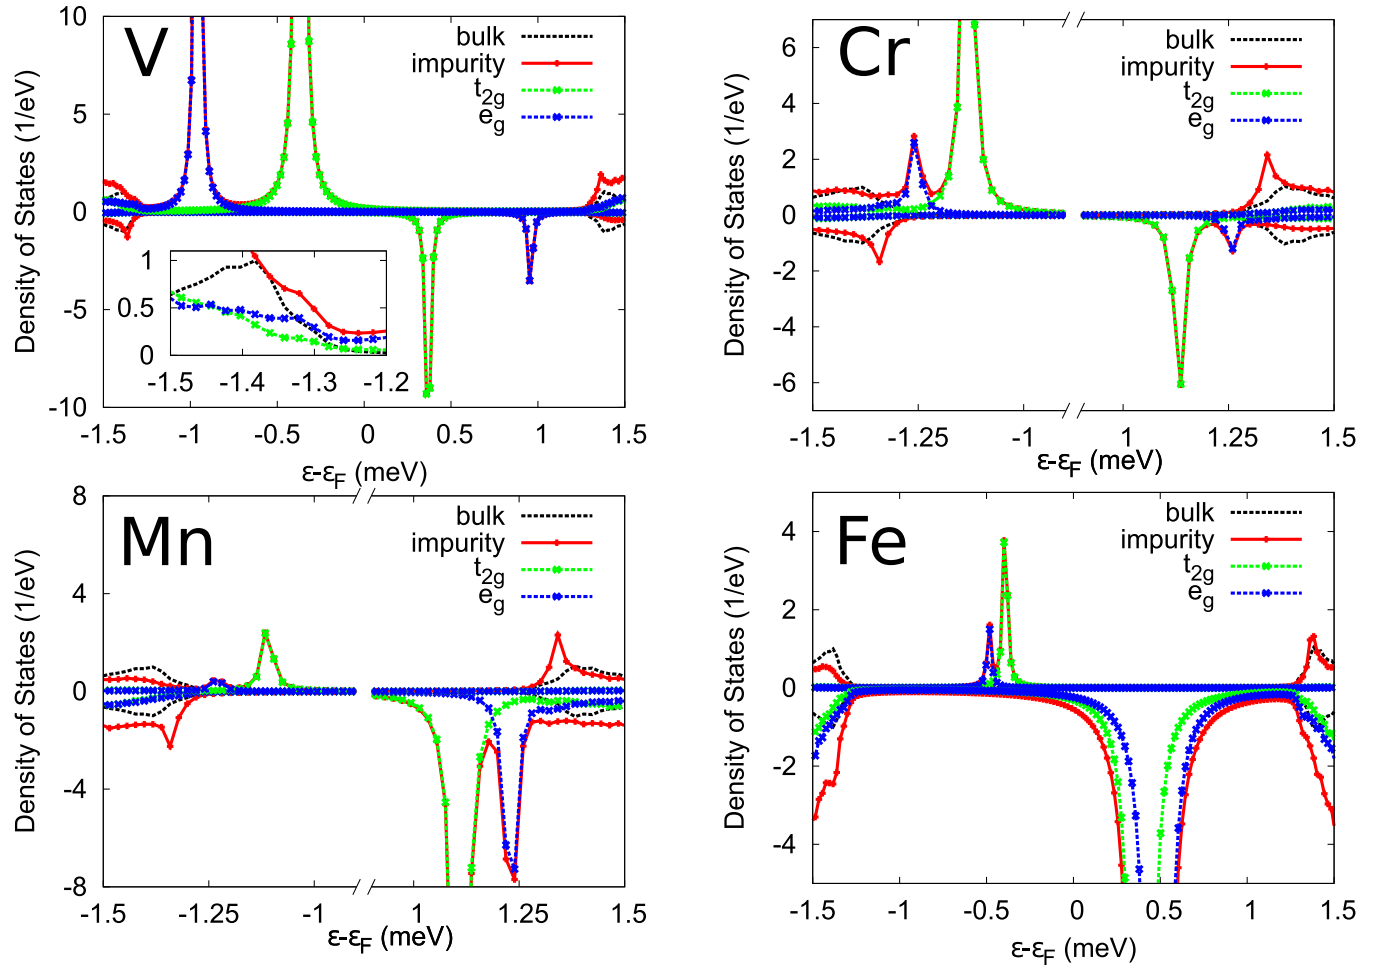 V
Density of States (1/eV)
10
5
0
-5
-10
bulk
impurity
t2g
eg
1
0.5
0
-1.5 -1.4 -1.3 -1.2
-1.5 -1 -0.5 0 0.5 1 1.5
ε-εF (meV)
Cr
Density of States (1/eV)
6
4
2
0
-2
-4
-6
bulk
impurity
t2g
eg
-1.5 -1.25 -1 1 1.25 1.5
ε-εF (meV)
Mn
Density of States (1/eV)
8
4
0
-4
-8
bulk
impurity
t2g
eg
-1.5 -1.25 -1 1 1.25 1.5
ε-εF (meV)
Fe
Density of States (1/eV)
4
2
0
-2
-4
bulk
impurity
t2g
eg
-1.5 -1 -0.5 0 0.5 1 1.5
ε-εF (meV)